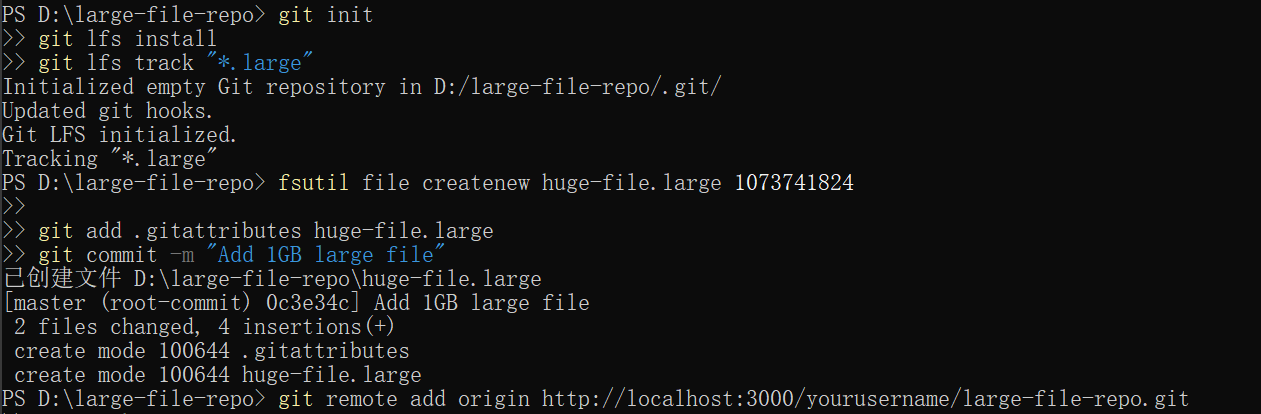 PS D:\large-file-repo> git init
>> git lfs install
>> git lfs track "*.large"
Initialized empty Git repository in D:/large-file-repo/.git/
Updated git hooks.
Git LFS initialized.
Tracking "*.large"
PS D:\large-file-repo> fsutil file createnew huge-file.large 1073741824
>>
>> git add .gitattributes huge-file.large
>> git commit -m "Add 1GB large file"
已创建文件 D:\large-file-repo\huge-file.large
[master (root-commit) 0c3e34c] Add 1GB large file
 2 files changed, 4 insertions(+)
 create mode 100644 .gitattributes
 create mode 100644 huge-file.large
PS D:\large-file-repo> git remote add origin http://localhost:3000/yourusername/large-file-repo.git